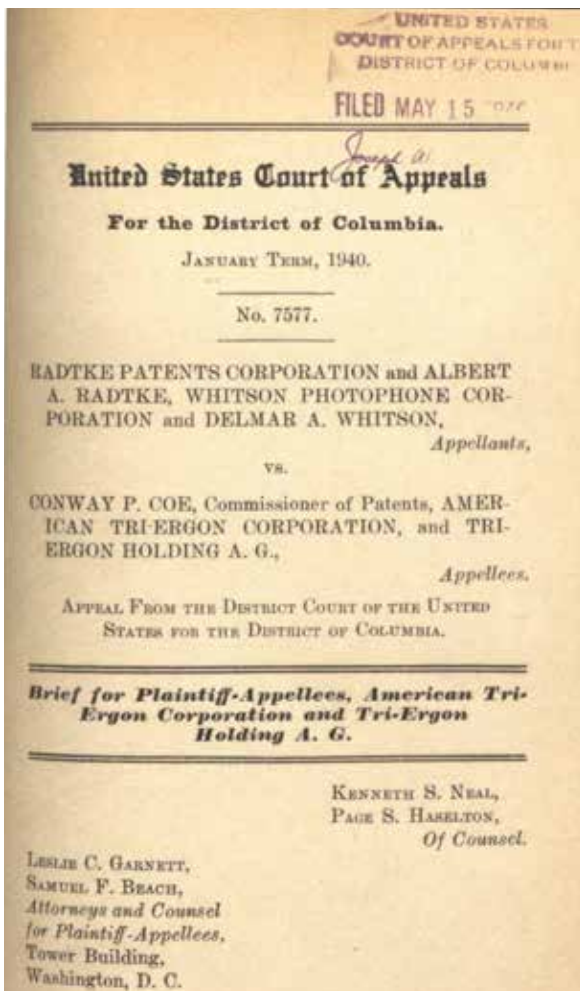 UNITED STATES
COURT OF APPEALS FOR T
DISTRICT OF COLUMBI
FILED MAY 15
Joseph W
United States Court of Appeals
For the District of Columbia.
January Term, 1940.
No. 7577.
RADTKE PATENTS CORPORATION and ALBERT
A. RADTKE, WHITSON PHOTOPHONE COR-
PORATION and DELMAR A. WHITSON,
Appellants,
vs.
CONWAY P. COE, Commissioner of Patents, AMER-
ICAN TRI-ERGON CORPORATION, and TRI-
ERGON HOLDING A. G.,
Appellees.
Appeal From the District Court of the United
States for the District of Columbia.
Brief for Plaintiff-Appellees, American Tri-
Ergon Corporation and Tri-Ergon
Holding A. G.
Kenneth S. Neal,
Page S. Haselton,
Of Counsel.
Leslie C. Garnett,
Samuel F. Beach,
Attorneys and Counsel
for Plaintiff-Appellees,
Tower Building,
Washington, D. C.